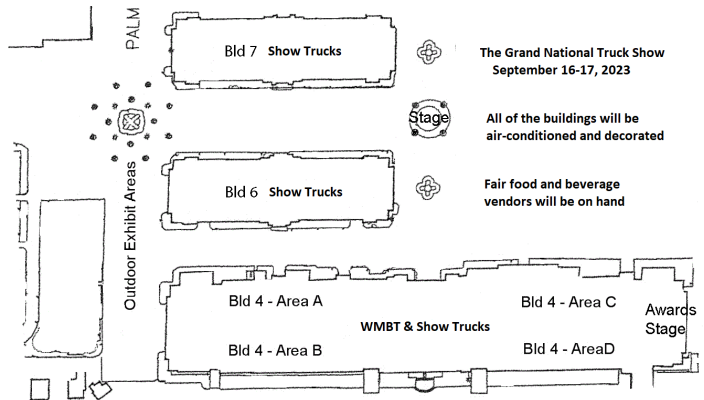 PALM
Bld 7 Show Trucks
The Grand National Truck Show
September 16-17, 2023
Stage
All of the buildings will be
air-conditioned and decorated
Outdoor Exhibit Areas
Bld 6 Show Trucks
Fair food and beverage
vendors will be on hand
Bld 4 - Area A
Bld 4 - Area C
Awards
Stage
WMBT & Show Trucks
Bld 4 - Area B
Bld 4 - AreaD